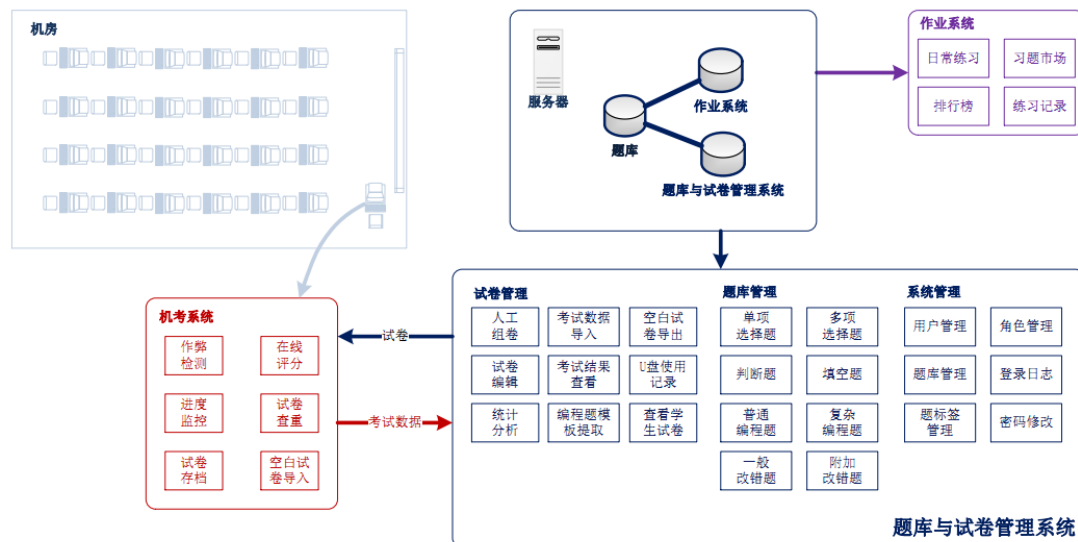 机房
服务器
作业系统
题库
题库与试卷管理系统
作业系统
日常练习
习题市场
排行榜
练习记录
机考系统
作弊
检测
在线
评分
进度
监控
试卷
查重
试卷
存档
空白试
卷导入
试卷
考试数据
试卷管理
人工
组卷
考试数据
导入
空白试
卷导出
试卷
编辑
考试结果
查看
U盘使用
记录
统计
分析
编程题模
板提取
查看学
生试卷
题库管理
单项
选择题
多项
选择题
判断题
填空题
普通
编程题
复杂
编程题
一般
改错题
附加
改错题
系统管理
用户管理
角色管理
题库管理
登录日志
题标签
管理
密码修改
题库与试卷管理系统